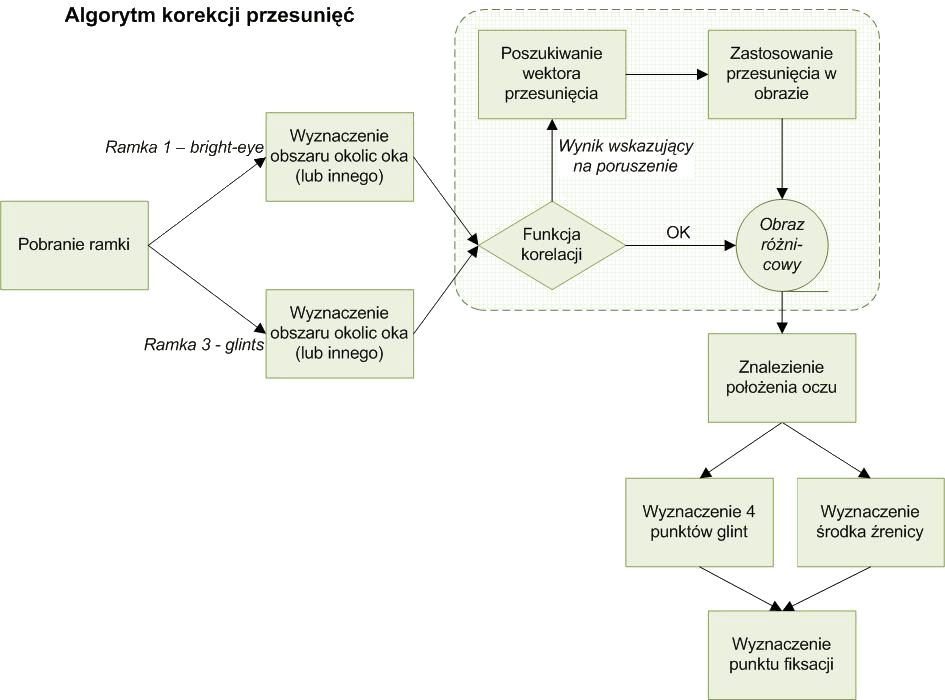 Algorytm korekcji przesunięć
Poszukiwanie
wektora
przesunięcia
Zastosowanie
przesunięcia w
obrazie
Ramka 1 – bright-eye
Wyznaczenie
obszaru okolic oka
(lub innego)
Wynik wskazujący
na poruszenie
Pobranie ramki
Funkcja
korelacji
OK
Obraz
różni-
cowy
Ramka 3 - glints
Wyznaczenie
obszaru okolic oka
(lub innego)
Znalezienie
położenia oczu
Wyznaczenie 4
punktów glint
Wyznaczenie
środka źrenicy
Wyznaczenie
punktu fiksacji